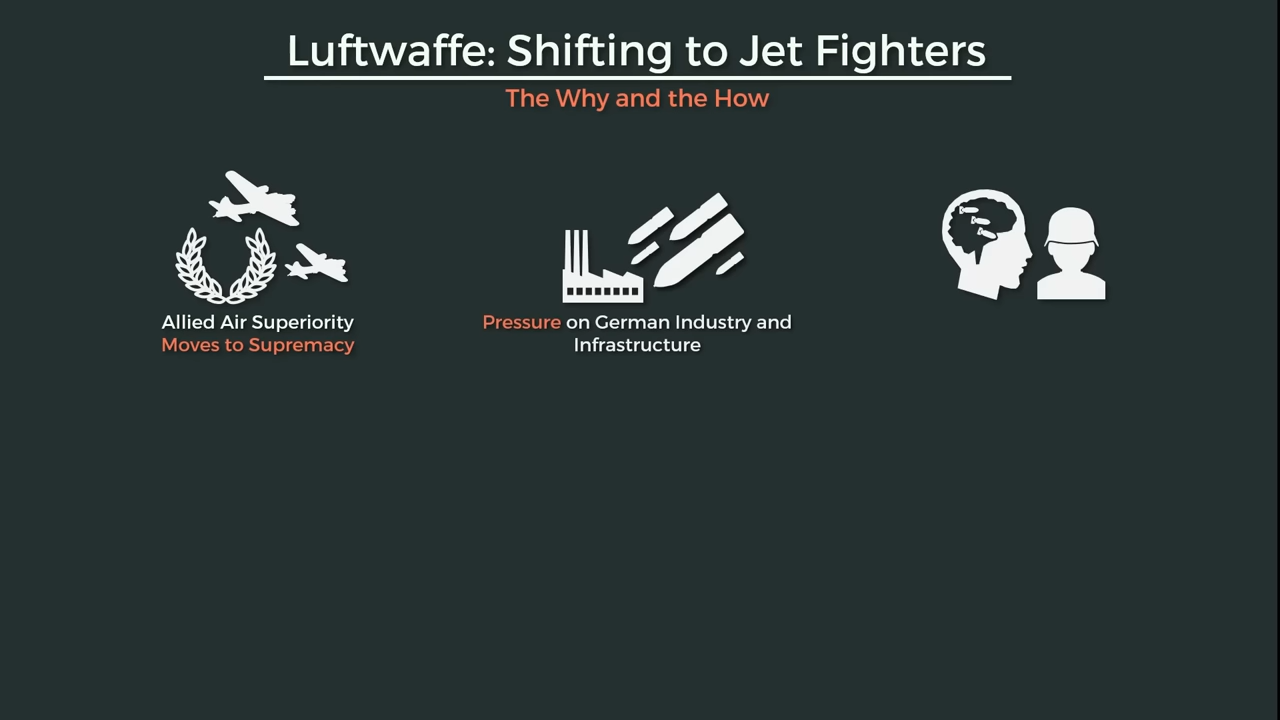 Luftwaffe: Shifting to Jet Fighters
The Why and the How
Allied Air Superiority
Moves to Supremacy
Pressure on German Industry and
Infrastructure